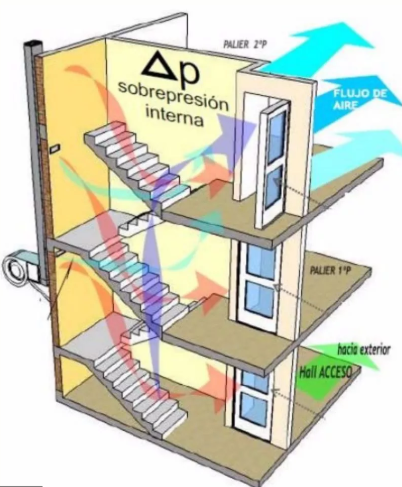 PALIER 2ºP
Δp
sobrepresión
interna
FLUJO DE
AIRE
PALIER 1ºP
hacia exterior
Hall ACCESO